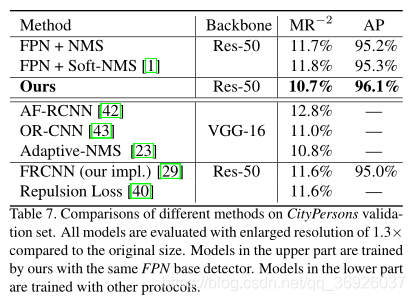 Method Backbone MR⁻² AP
FPN + NMS Res-50 11.7% 95.2%
FPN + Soft-NMS [1] Res-50 11.8% 95.3%
Ours Res-50 10.7% 96.1%
AF-RCNN [42] 12.8% —
OR-CNN [43] VGG-16 11.0% —
Adaptive-NMS [23] 10.8% —
FRCNN (our impl.) [29] Res-50 11.6% 95.0%
Repulsion Loss [40] 11.6% —
Table 7. Comparisons of different methods on CityPersons valida-
tion set. All models are evaluated with enlarged resolution of 1.3×
compared to the original size. Models in the upper part are trained
by ours with the same FPN base detector. Models in the lower part
are trained with other protocols.
https://blog.csdn.net/qq_36926037